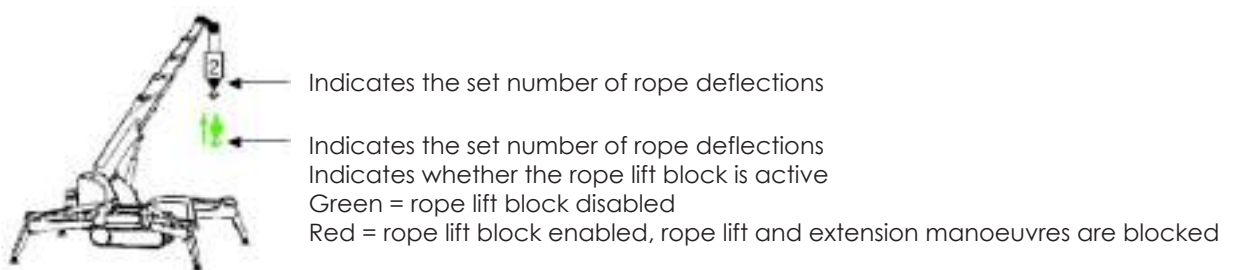 2
Indicates the set number of rope deflections
Indicates the set number of rope deflections
Indicates whether the rope lift block is active
Green = rope lift block disabled
Red = rope lift block enabled, rope lift and extension manoeuvres are blocked